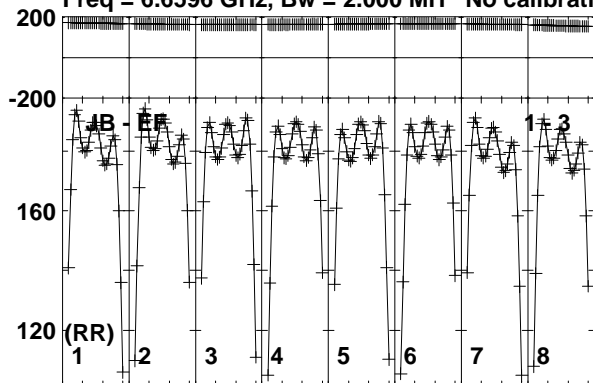 Freq = 6.6596 GHz, Bw = 2.000 MH No calibrati
200
-200
JB - EF 1 - 3
160
120
(RR)
1 2 3 4 5 6 7 8